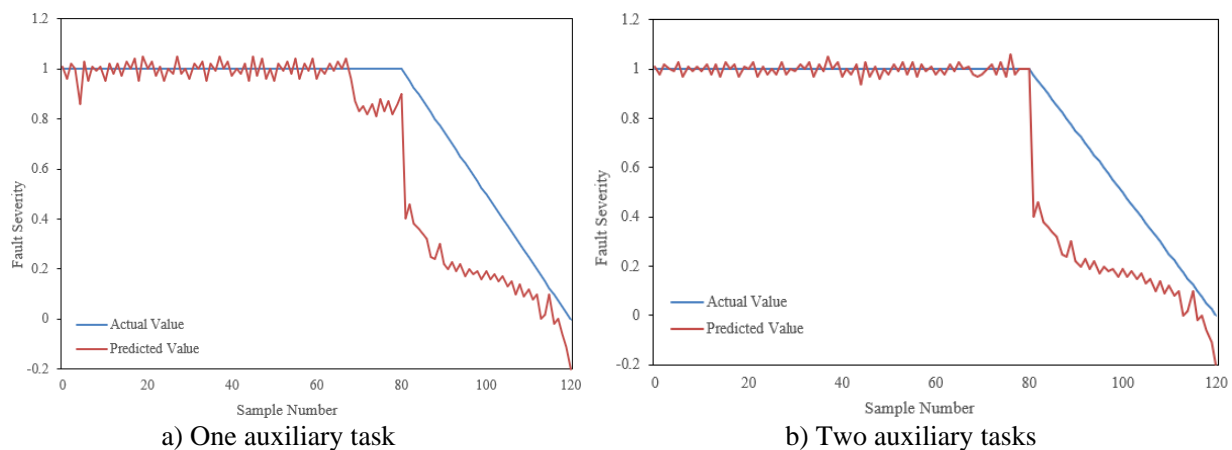 1.2
1
0.8
0.6
0.4
0.2
0
-0.2
Fault Severity
Actual Value
Predicted Value
0 20 40 60 80 100 120
Sample Number
a) One auxiliary task
1.2
1
0.8
0.6
0.4
0.2
0
-0.2
Fault Severity
Actual Value
Predicted Value
0 20 40 60 80 100 120
Sample Number
b) Two auxiliary tasks